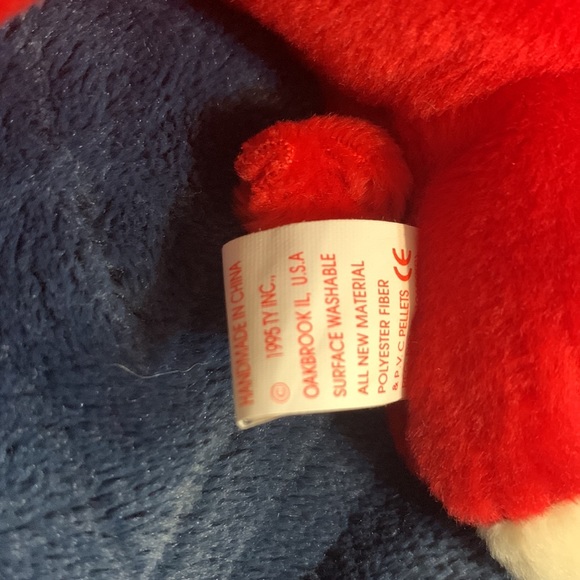 HANDMADE IN CHINA
© 1995 TY INC.,
OAKBROOK IL, U.S.A
SURFACE WASHABLE
ALL NEW MATERIAL
POLYESTER FIBER
& P.V.C PELLETS CE